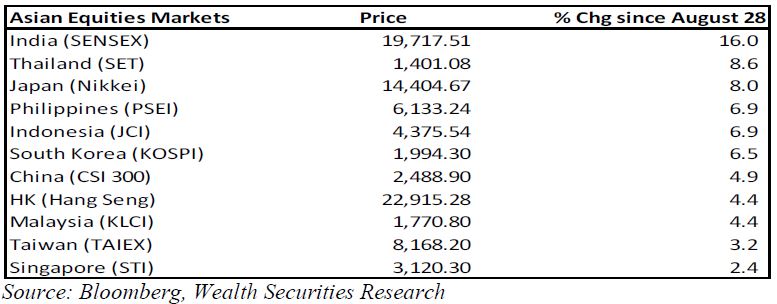 Asian Equities Markets Price % Chg since August 28
India (SENSEX) 19,717.51 16.0
Thailand (SET) 1,401.08 8.6
Japan (Nikkei) 14,404.67 8.0
Philippines (PSEI) 6,133.24 6.9
Indonesia (JCI) 4,375.54 6.9
South Korea (KOSPI) 1,994.30 6.5
China (CSI 300) 2,488.90 4.9
HK (Hang Seng) 22,915.28 4.4
Malaysia (KLCI) 1,770.80 4.4
Taiwan (TAIEX) 8,168.20 3.2
Singapore (STI) 3,120.30 2.4
Source: Bloomberg, Wealth Securities Research